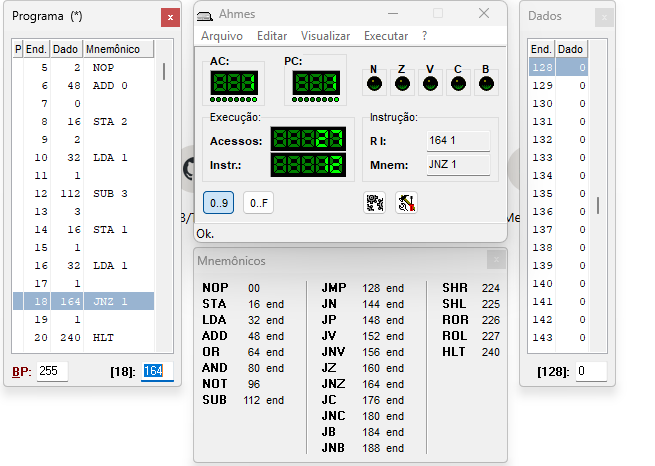 Programa (*)
x
P End. Dado Mnemônico
5 2 NOP
6 48 ADD 0
7 0
8 16 STA 2
9 2
10 32 LDA 1
11 1
12 112 SUB 3
13 3
14 16 STA 1
15 1
16 32 LDA 1
17 1
18 164 JNZ 1
19 1
20 240 HLT
BP: 255 [18]: 164
Ahmes
Arquivo Editar Visualizar Executar ?
AC: PC: N Z V C B
1 1
Execução: Instrução:
Acessos: 27 R I: 164 1
Instr.: 12 Mnem: JNZ 1
0..9 0..F
Ok.
Mnemônicos
x
NOP 00 JMP 128 end SHR 224
STA 16 end JN 144 end SHL 225
LDA 32 end JP 148 end ROR 226
ADD 48 end JV 152 end ROL 227
OR 64 end JNV 156 end HLT 240
AND 80 end JZ 160 end
NOT 96 JNZ 164 end
SUB 112 end JC 176 end
JNC 180 end
JB 184 end
JNB 188 end
Dados
x
End. Dado
128 0
129 0
130 0
131 0
132 0
133 0
134 0
135 0
136 0
137 0
138 0
139 0
140 0
141 0
142 0
143 0
[128]: 0